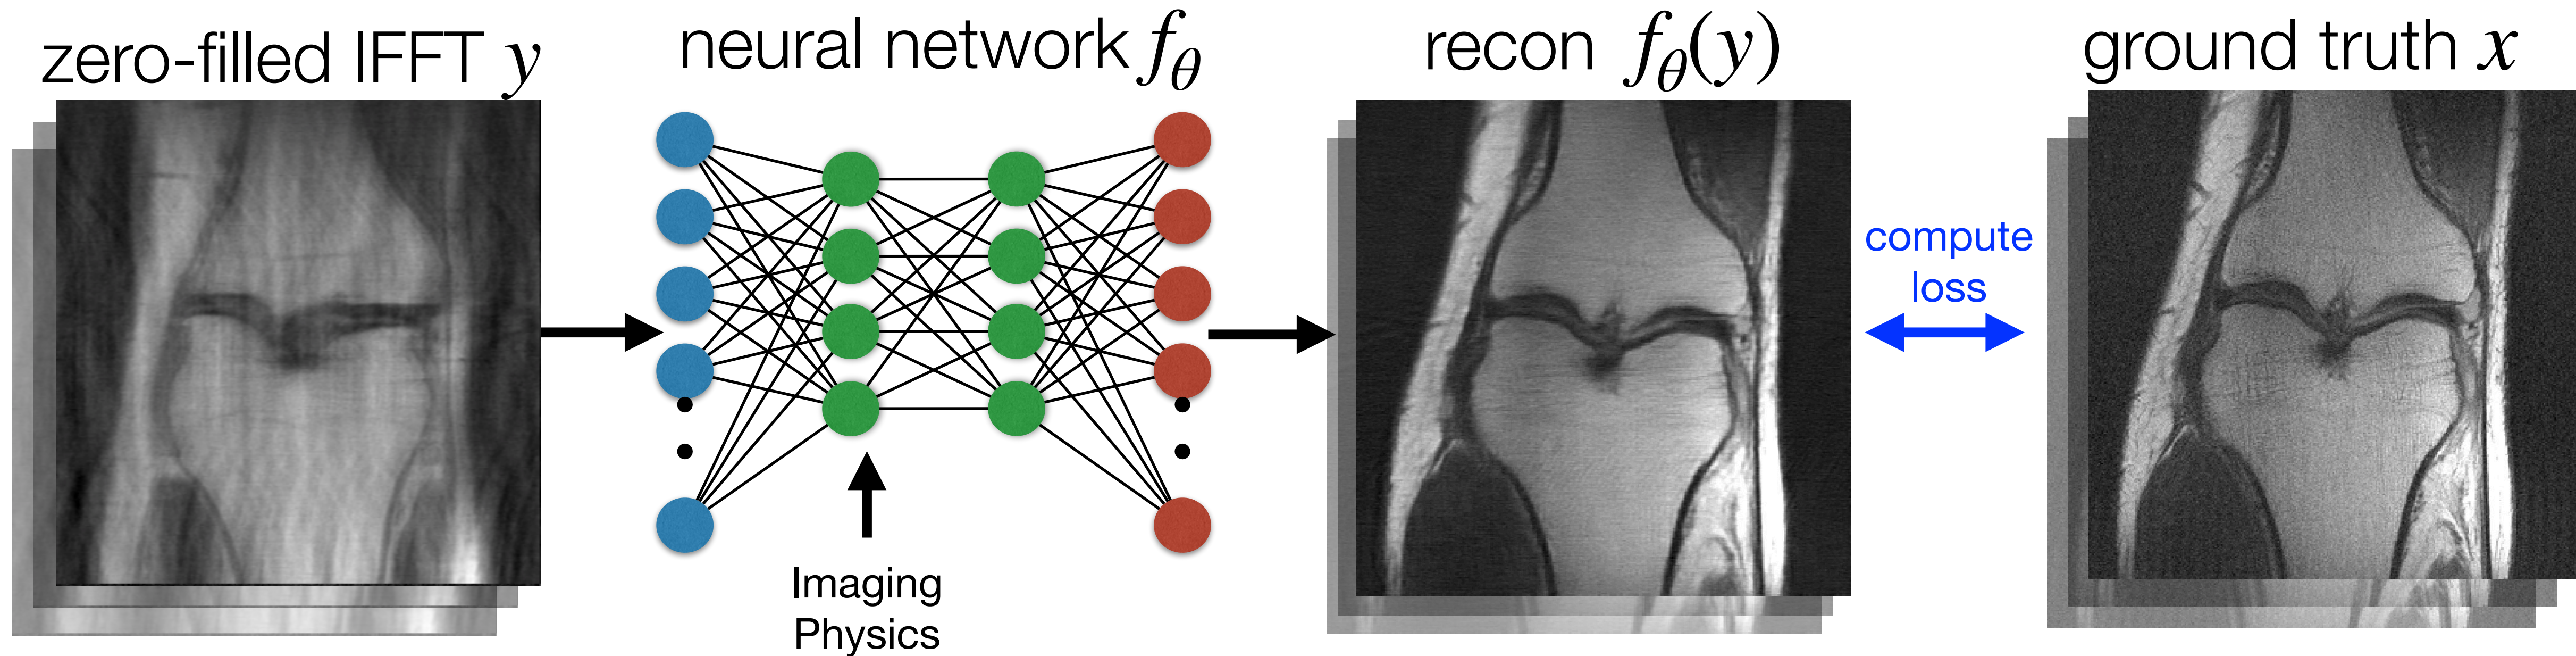 zero-filled IFFT y
neural network fθ
recon fθ(y)
ground truth x
compute
loss
Imaging
Physics